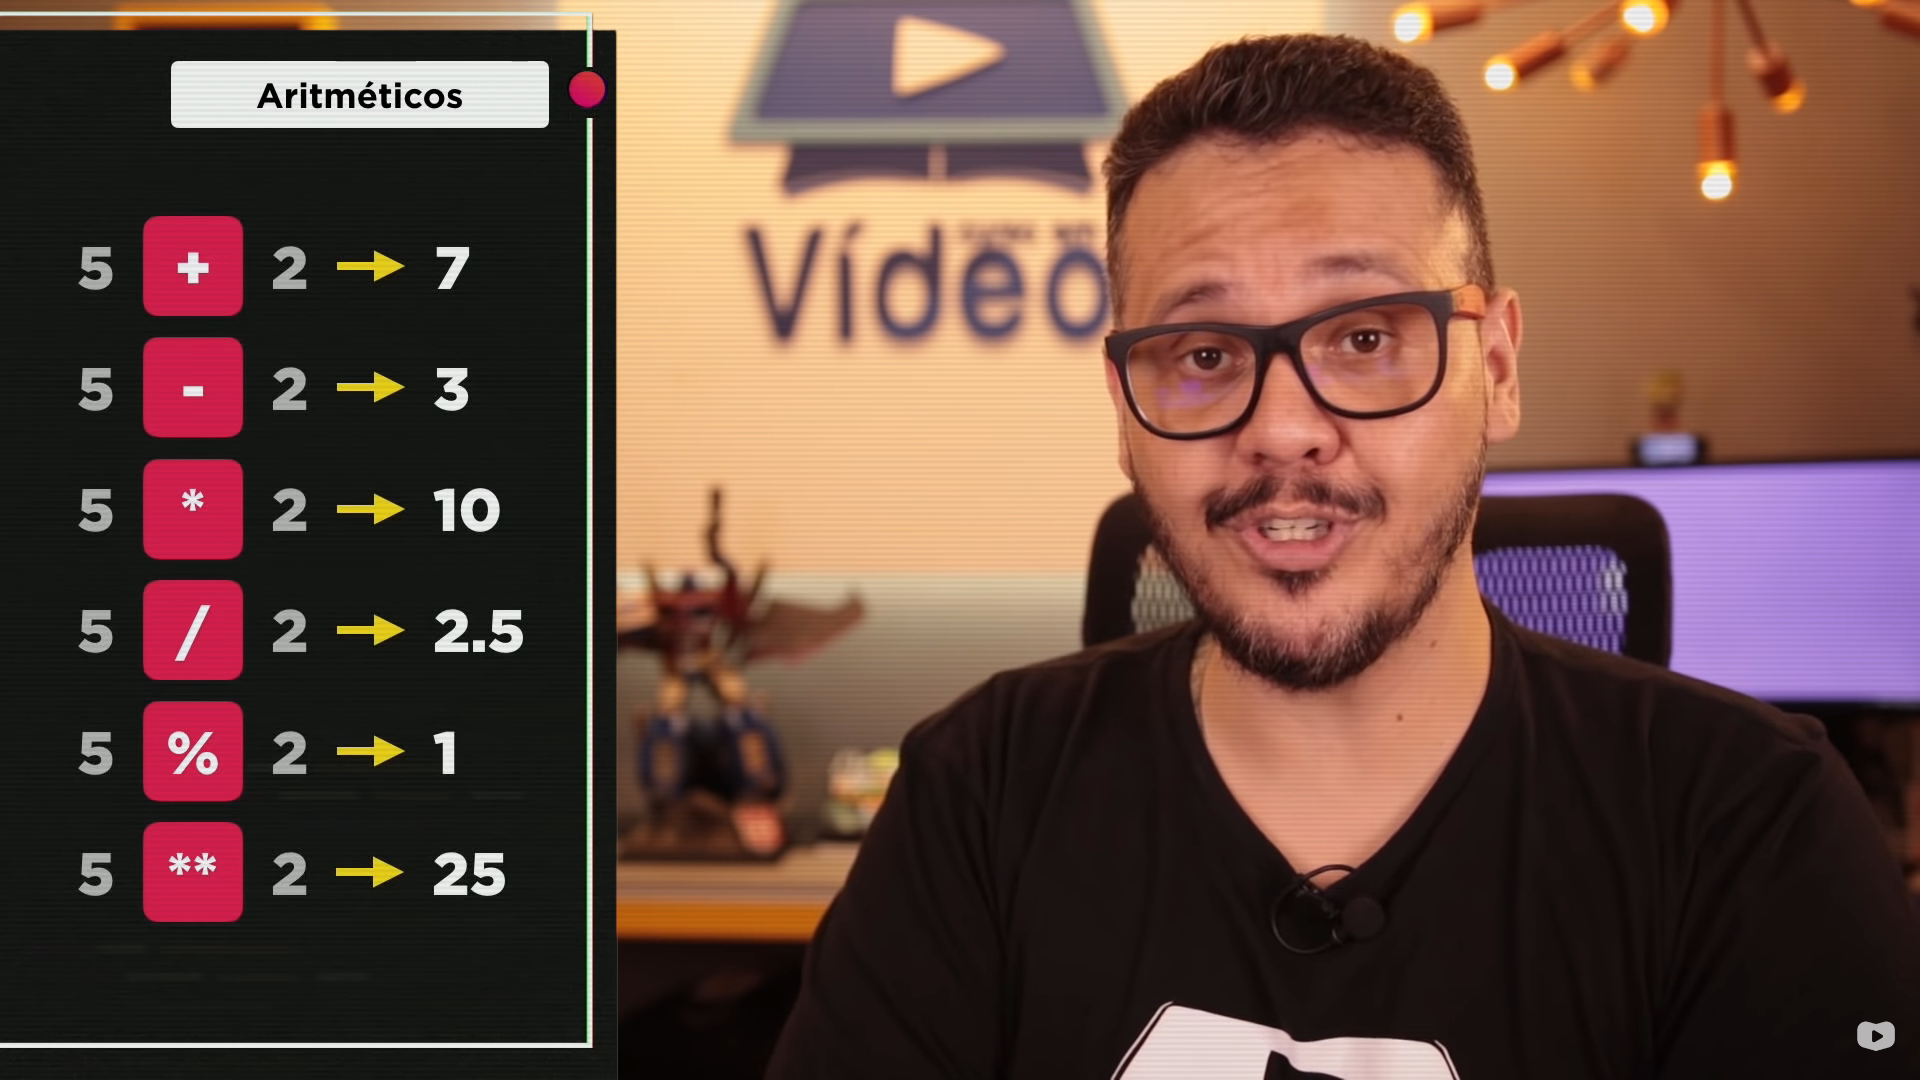 Aritméticos
5 + 2 → 7
5 - 2 → 3
5 * 2 → 10
5 / 2 → 2.5
5 % 2 → 1
5 ** 2 → 25
Vídeo